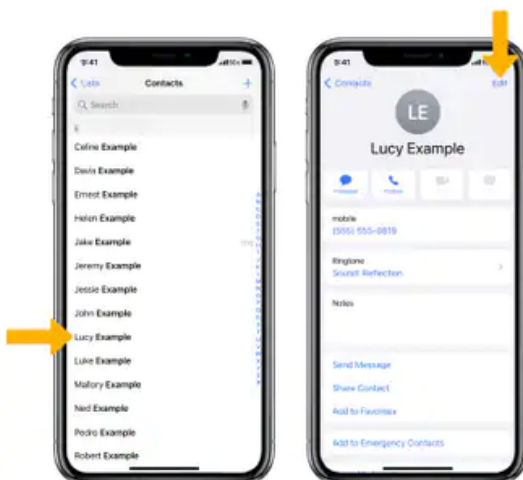 9:41
Lists
Contacts
+
Search
E
Celine Example
Davis Example
Ernest Example
Helen Example
Jake Example
Jeremy Example
Jessie Example
John Example
Lucy Example
Luke Example
Mallory Example
Ned Example
Pedro Example
Robert Example
9:41
Contacts
Edit
LE
Lucy Example
message
mobile
mobile
(555) 555-0819
Ringtone
Sound Reflection
Notes
Send Message
Share Contact
Add to Favorites
Add to Emergency Contacts